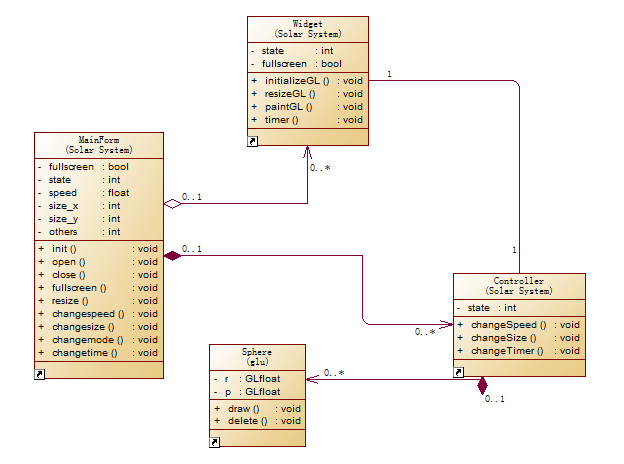 Widget
(Solar System)
- state : int
- fullscreen : bool
+ initializeGL () : void
+ resizeGL () : void
+ paintGL () : void
+ timer () : void
1
MainForm
(Solar System)
- fullscreen : bool
- state : int
- speed : float
- size_x : int
- size_y : int
- others : int
+ init () : void
+ open () : void
+ close () : void
+ fullscreen () : void
+ resize () : void
+ changespeed () : void
+ changesize () : void
+ changemode () : void
+ changetime () : void
0..1
0..*
0..1
0..*
1
Controller
(Solar System)
- state : int
+ changeSpeed () : void
+ changeSize () : void
+ changeTimer () : void
0..1
Sphere
(glu)
- r : GLfloat
- p : GLfloat
+ draw () : void
+ delete () : void
0..*